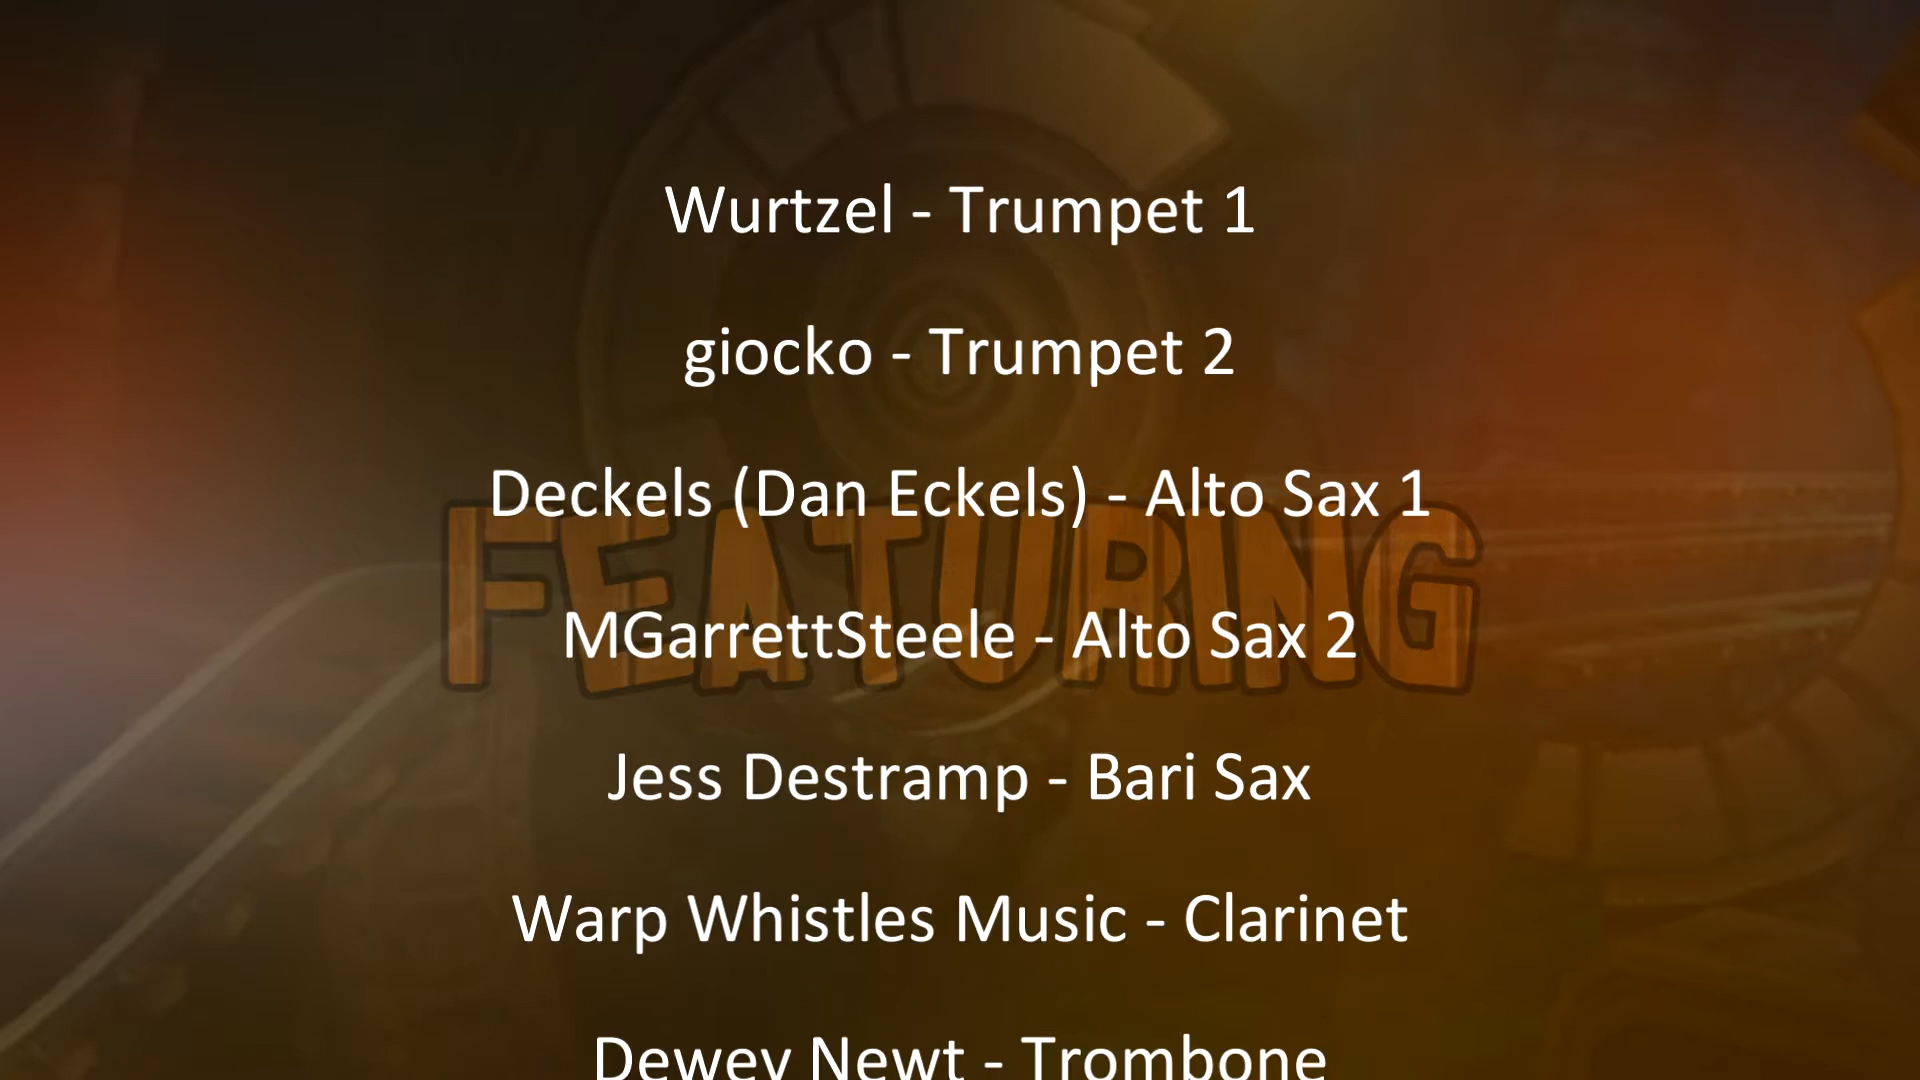 Wurtzel - Trumpet 1
giocko - Trumpet 2
Deckels (Dan Eckels) - Alto Sax 1
FEATURING
MGarrettSteele - Alto Sax 2
Jess Destramp - Bari Sax
Warp Whistles Music - Clarinet
Dewey Newt - Trombone